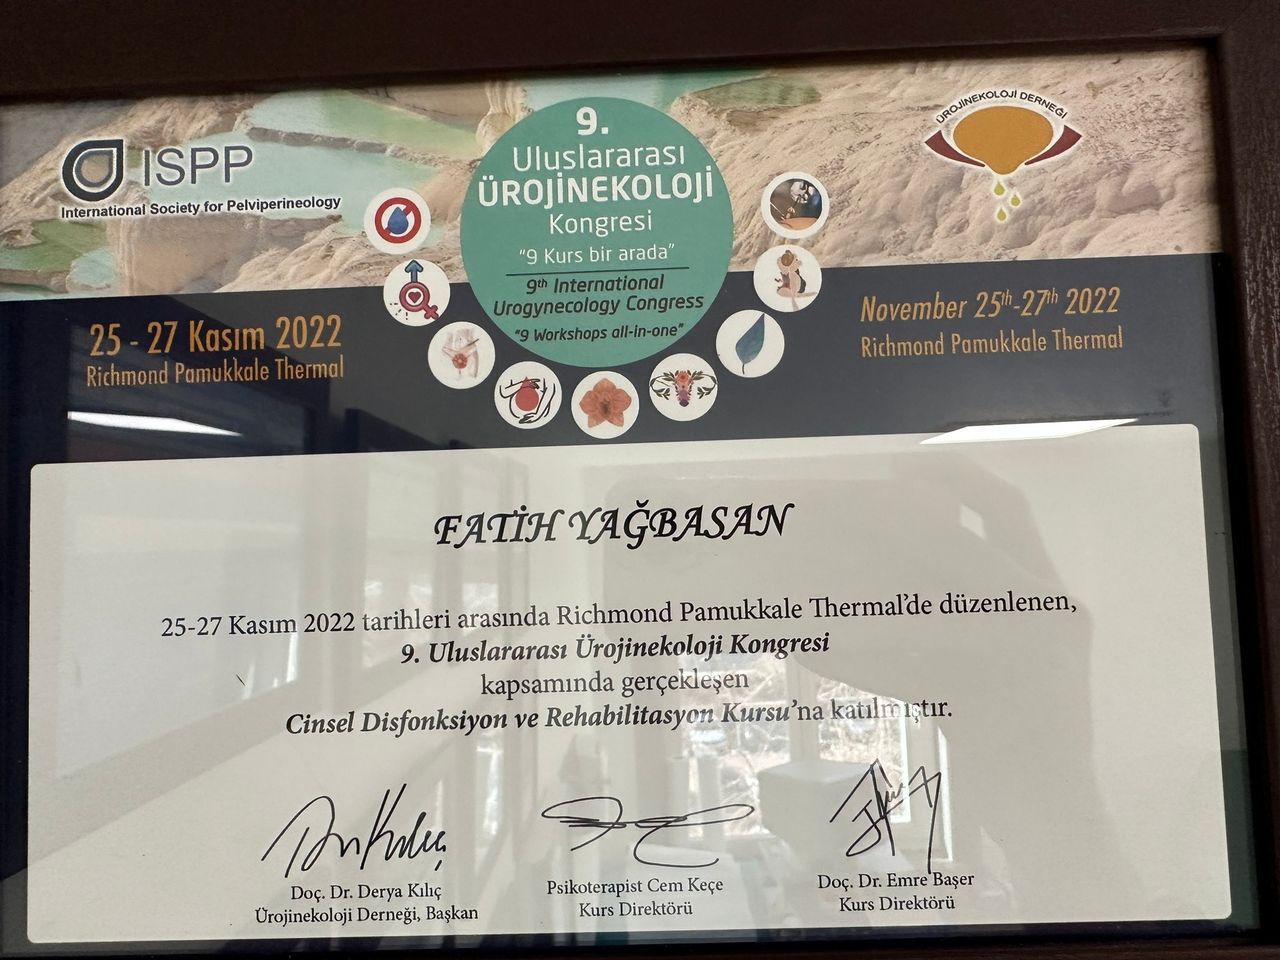 ISPP
International Society for Pelviperineology
9.
Uluslararası
ÜROJİNEKOLOJİ
Kongresi
"9 Kurs bir arada"
9th International
Urogynecology Congress
"9 Workshops all-in-one"
ÜROJİNEKOLOJİ DERNEĞİ
25 - 27 Kasım 2022
Richmond Pamukkale Thermal
November 25th-27th 2022
Richmond Pamukkale Thermal
FATİH YAĞBASAN
25-27 Kasım 2022 tarihleri arasında Richmond Pamukkale Thermal'de düzenlenen,
9. Uluslararası Ürojinekoloji Kongresi
kapsamında gerçekleşen
Cinsel Disfonksiyon ve Rehabilitasyon Kursu'na katılmıştır.
Doç. Dr. Derya Kılıç
Ürojinekoloji Derneği, Başkan
Psikoterapist Cem Keçe
Kurs Direktörü
Doç. Dr. Emre Başer
Kurs Direktörü